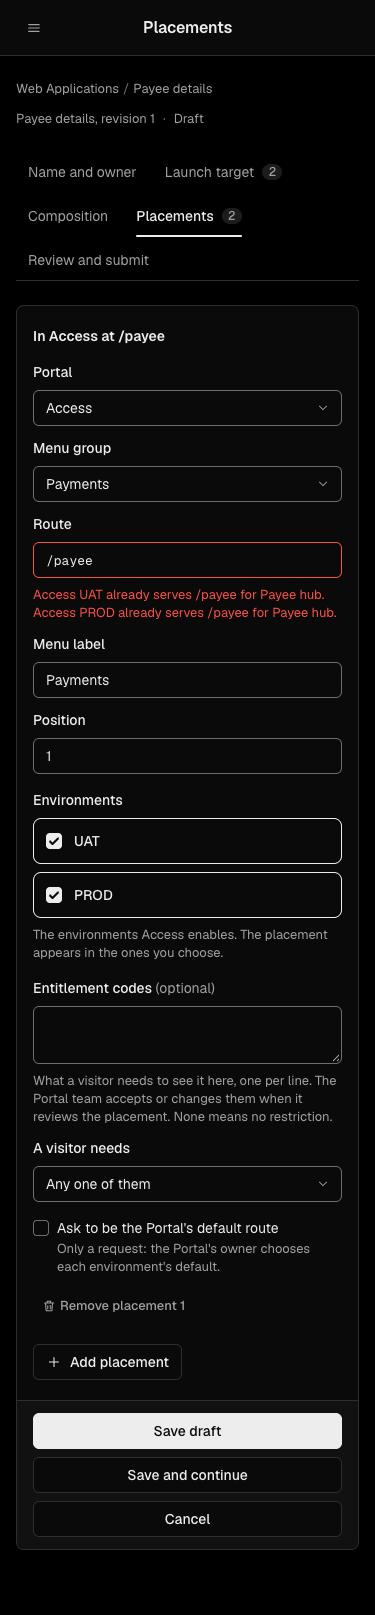 Placements
Web Applications / Payee details
Payee details, revision 1 · Draft
Name and owner
Launch target 2
Composition
Placements 2
Review and submit
In Access at /payee
Portal
Access
Menu group
Payments
Route
/payee
Access UAT already serves /payee for Payee hub.
Access PROD already serves /payee for Payee hub.
Menu label
Payments
Position
1
Environments
UAT
PROD
The environments Access enables. The placement
appears in the ones you choose.
Entitlement codes (optional)
What a visitor needs to see it here, one per line. The
Portal team accepts or changes them when it
reviews the placement. None means no restriction.
A visitor needs
Any one of them
Ask to be the Portal's default route
Only a request: the Portal's owner chooses
each environment's default.
Remove placement 1
Add placement
Save draft
Save and continue
Cancel